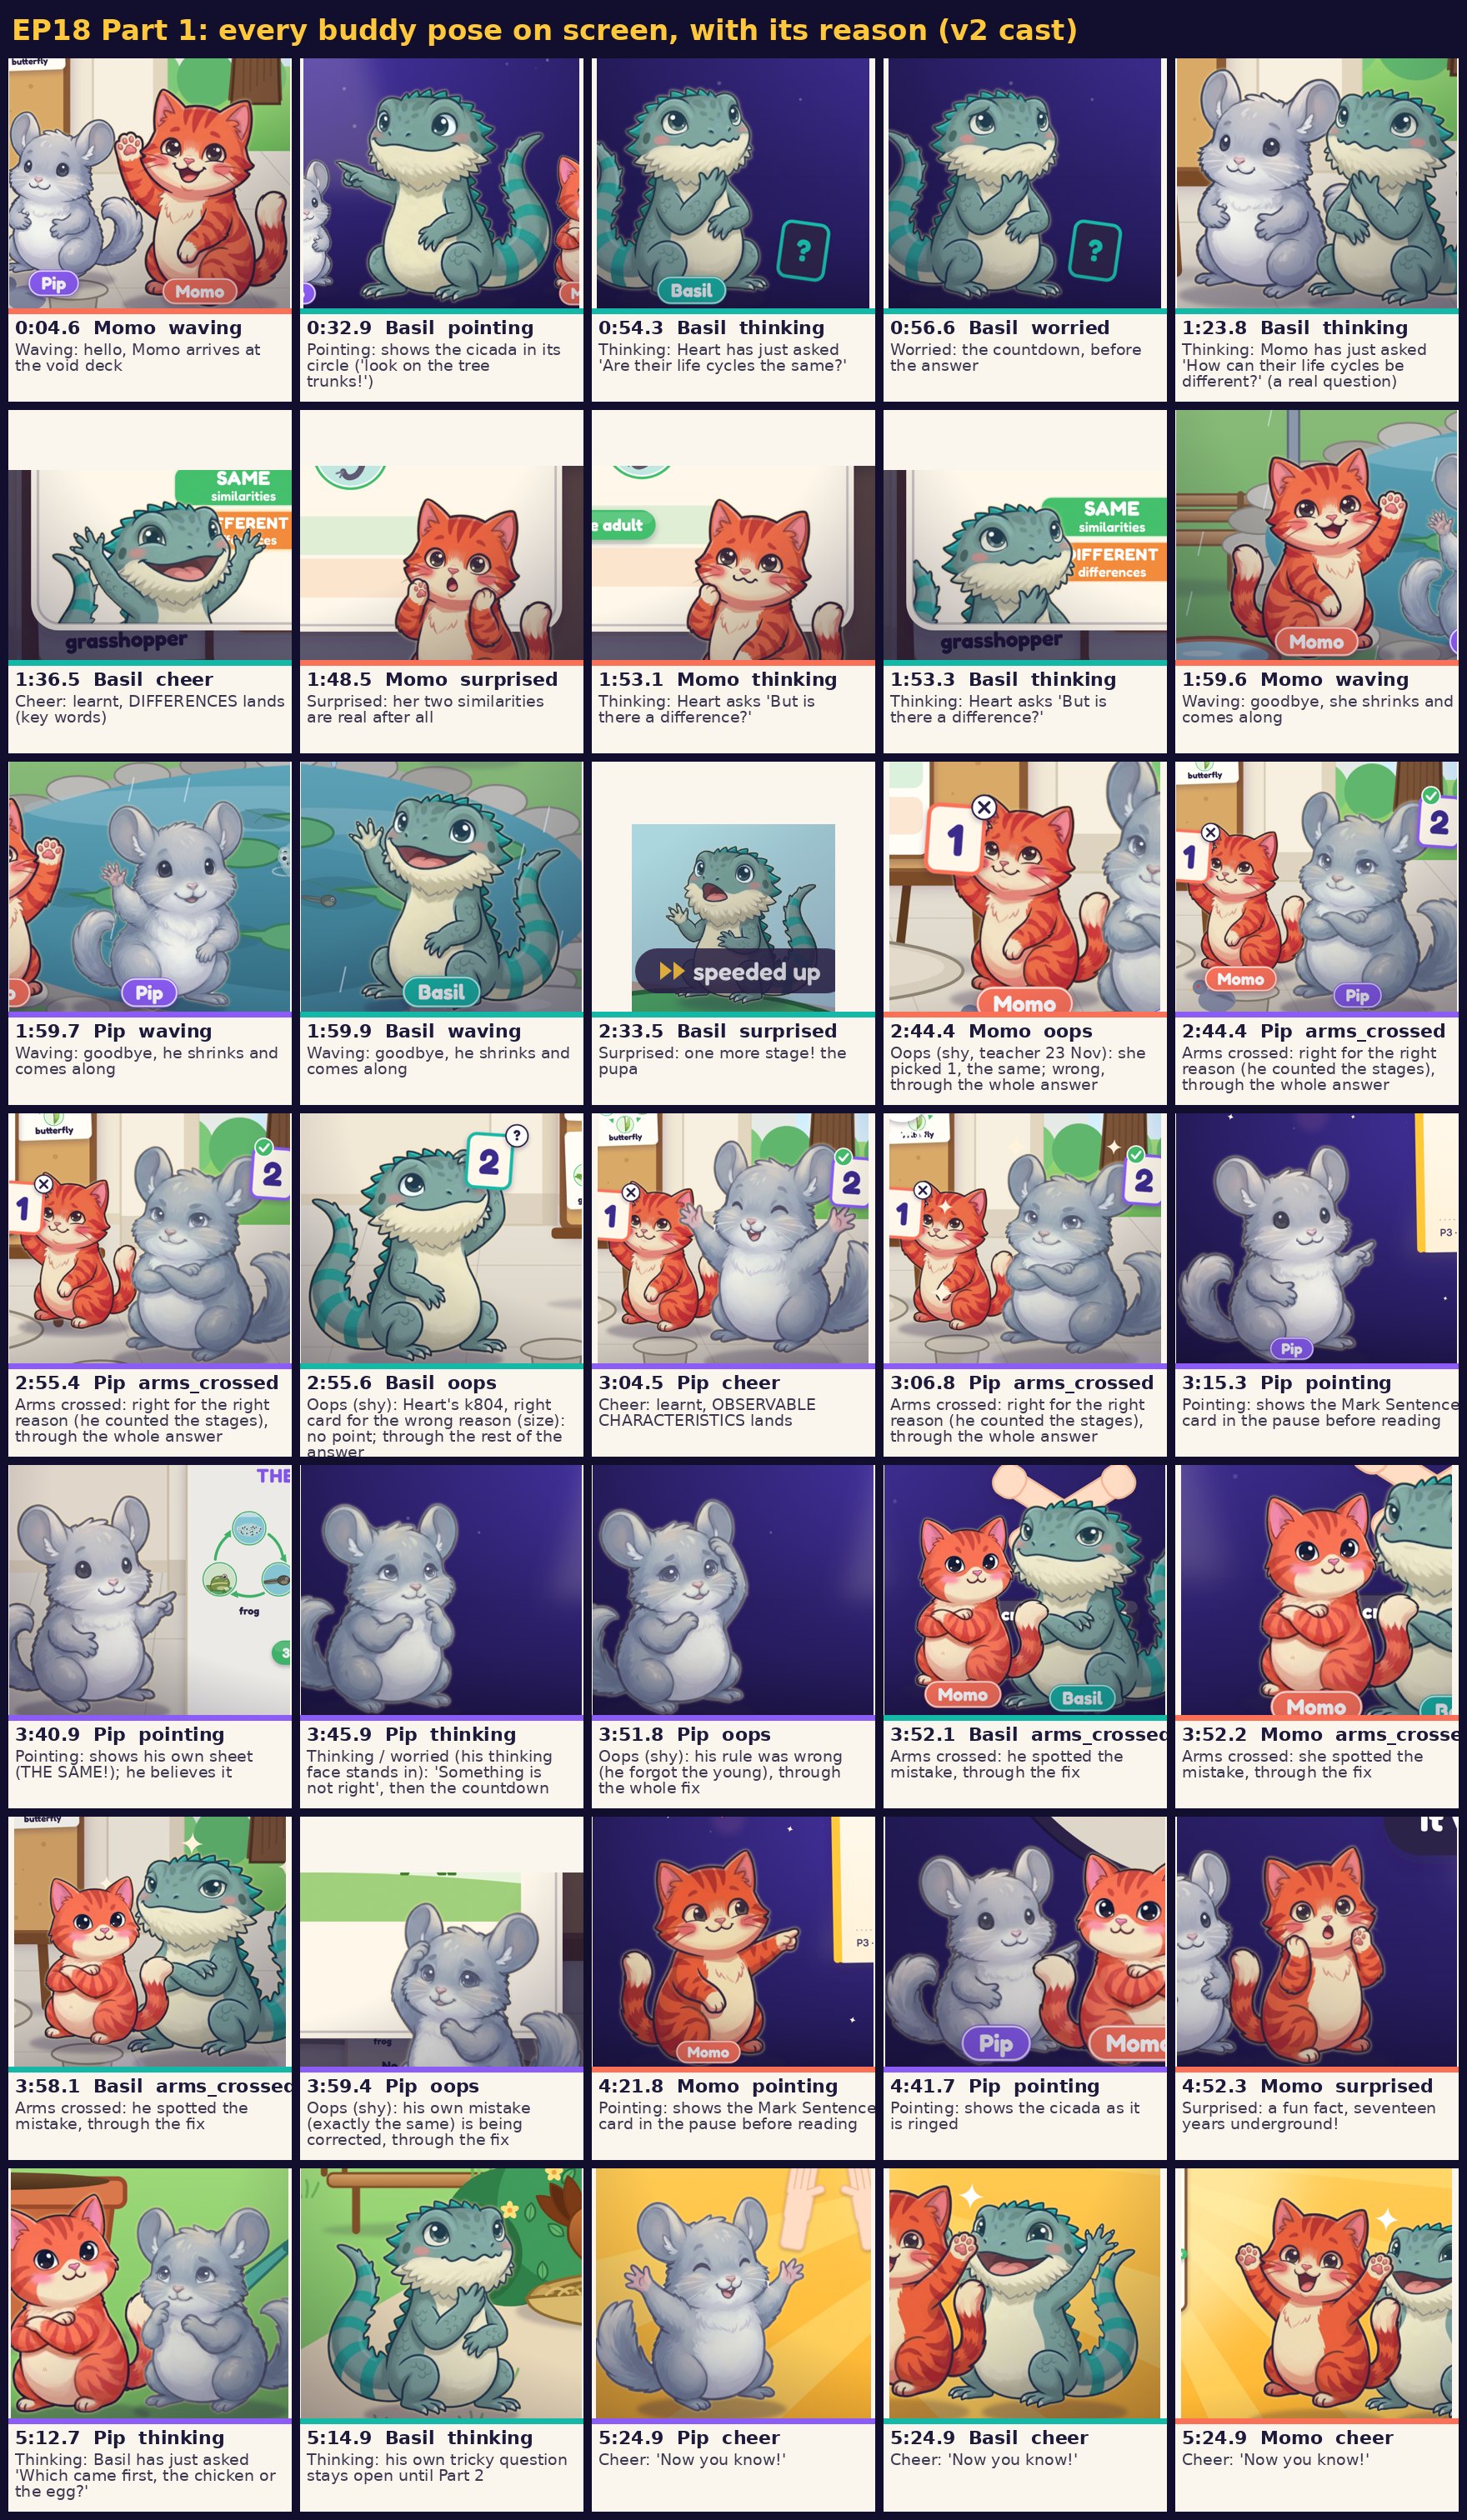 EP18 Part 1: every buddy pose on screen, with its reason (v2 cast)
butterfly
Pip
Momo
0:04.6 Momo waving
Waving: hello, Momo arrives at
the void deck
0:32.9 Basil pointing
Pointing: shows the cicada in its
circle ('look on the tree
trunks!')
?
Basil
0:54.3 Basil thinking
Thinking: Heart has just asked
'Are their life cycles the same?'
?
0:56.6 Basil worried
Worried: the countdown, before
the answer
1:23.8 Basil thinking
Thinking: Momo has just asked
'How can their life cycles be
different?' (a real question)
SAME
similarities
FFERENT
grasshopper
1:36.5 Basil cheer
Cheer: learnt, DIFFERENCES lands
(key words)
1:48.5 Momo surprised
Surprised: her two similarities
are real after all
e adult
1:53.1 Momo thinking
Thinking: Heart asks 'But is
there a difference?'
SAME
similarities
DIFFERENT
differences
grasshopper
1:53.3 Basil thinking
Thinking: Heart asks 'But is
there a difference?'
Momo
1:59.6 Momo waving
Waving: goodbye, she shrinks and
comes along
Pip
1:59.7 Pip waving
Waving: goodbye, he shrinks and
comes along
Basil
1:59.9 Basil waving
Waving: goodbye, he shrinks and
comes along
speeded up
2:33.5 Basil surprised
Surprised: one more stage! the
pupa
1
Momo
2:44.4 Momo oops
Oops (shy, teacher 23 Nov): she
picked 1, the same; wrong,
through the whole answer
butterfly
1
2
Momo
Pip
2:44.4 Pip arms_crossed
Arms crossed: right for the right
reason (he counted the stages),
through the whole answer
butterfly
1
2
2:55.4 Pip arms_crossed
Arms crossed: right for the right
reason (he counted the stages),
through the whole answer
2
?
2:55.6 Basil oops
Oops (shy): Heart's k804, right
card for the wrong reason (size):
no point; through the rest of the
answer
butterfly
1
2
3:04.5 Pip cheer
Cheer: learnt, OBSERVABLE
CHARACTERISTICS lands
1
2
3:06.8 Pip arms_crossed
Arms crossed: right for the right
reason (he counted the stages),
through the whole answer
P3
Pip
3:15.3 Pip pointing
Pointing: shows the Mark Sentence
card in the pause before reading
THE
frog
3
3:40.9 Pip pointing
Pointing: shows his own sheet
(THE SAME!); he believes it
3:45.9 Pip thinking
Thinking / worried (his thinking
face stands in): 'Something is
not right', then the countdown
3:51.8 Pip oops
Oops (shy): his rule was wrong
(he forgot the young), through
the whole fix
Momo
Basil
3:52.1 Basil arms_crossed
Arms crossed: he spotted the
mistake, through the fix
Momo
B
3:52.2 Momo arms_crosse
Arms crossed: she spotted the
mistake, through the fix
butterfly
3:58.1 Basil arms_crossed
Arms crossed: he spotted the
mistake, through the fix
frog
No
3:59.4 Pip oops
Oops (shy): his own mistake
(exactly the same) is being
corrected, through the fix
P3
Momo
4:21.8 Momo pointing
Pointing: shows the Mark Sentence
card in the pause before reading
Pip
Momo
4:41.7 Pip pointing
Pointing: shows the cicada as it
is ringed
it
4:52.3 Momo surprised
Surprised: a fun fact, seventeen
years underground!
5:12.7 Pip thinking
Thinking: Basil has just asked
'Which came first, the chicken or
the egg?'
5:14.9 Basil thinking
Thinking: his own tricky question
stays open until Part 2
5:24.9 Pip cheer
Cheer: 'Now you know!'
5:24.9 Basil cheer
Cheer: 'Now you know!'
5:24.9 Momo cheer
Cheer: 'Now you know!'